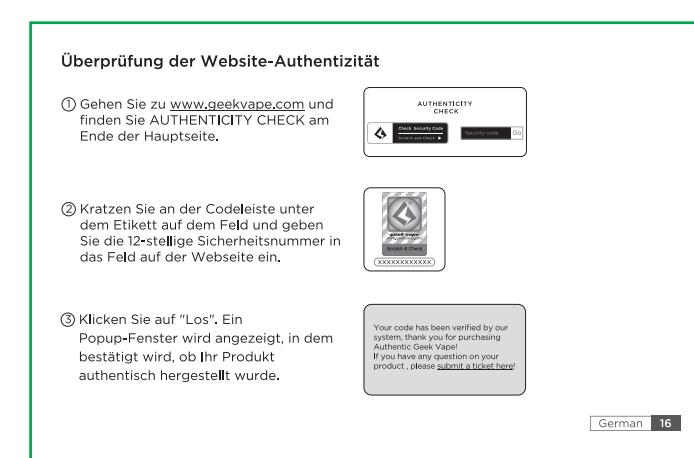 Überprüfung der Website-Authentizität
① Gehen Sie zu www.geekvape.com und
finden Sie AUTHENTICITY CHECK am
Ende der Hauptseite.
AUTHENTICITY
CHECK
Check Security Code
Scratch and Check ▶
Security code
Go
② Kratzen Sie an der Codeleiste unter
dem Etikett auf dem Feld und geben
Sie die 12-stellige Sicherheitsnummer in
das Feld auf der Webseite ein.
geek vape
Scratch & Check
XXXXXXXXXXXX
③ Klicken Sie auf "Los". Ein
Popup-Fenster wird angezeigt, in dem
bestätigt wird, ob Ihr Produkt
authentisch hergestellt wurde.
Your code has been verified by our
system, thank you for purchasing
Authentic Geek Vape!
If you have any question on your
product , please submit a ticket here!
German 16